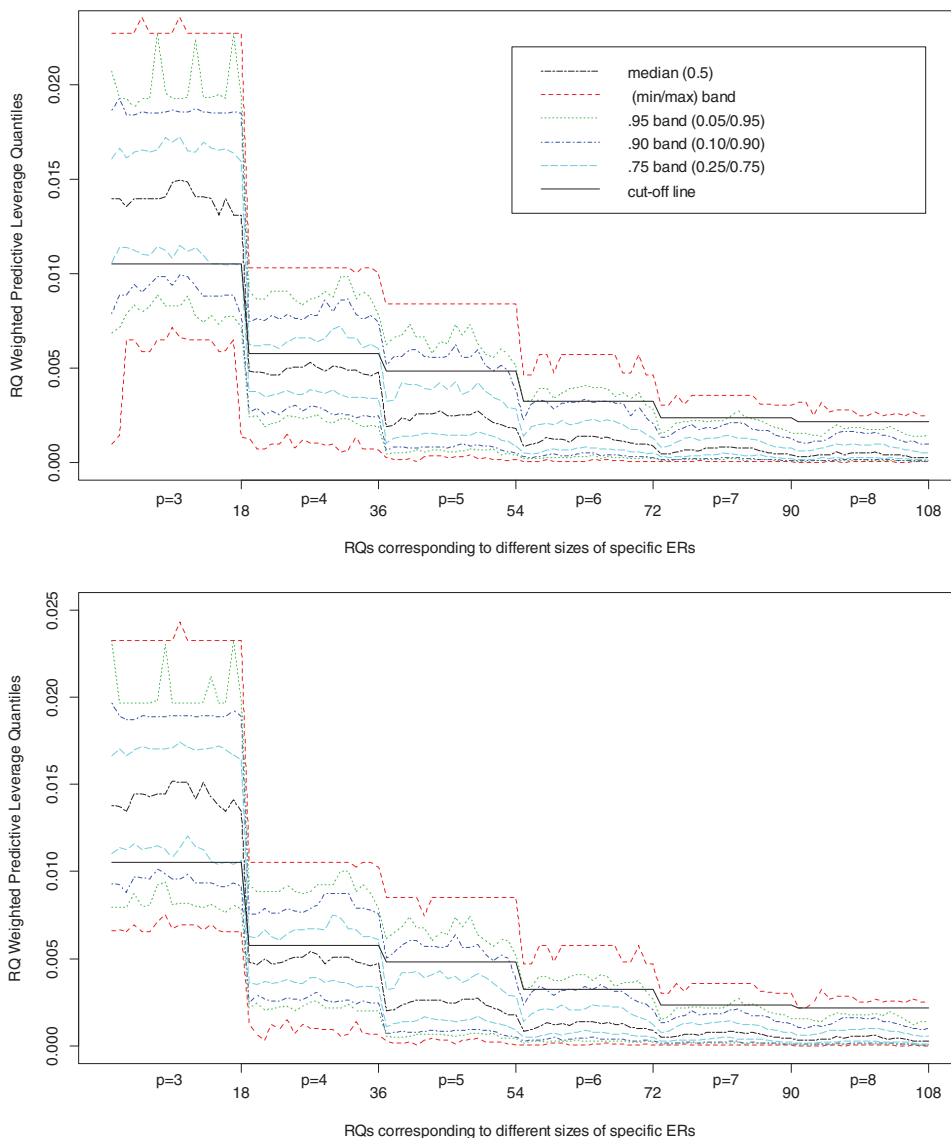 RQ Weighted Predictive Leverage Quantiles
0.020
0.015
0.010
0.005
0.000
median (0.5)
(min/max) band
.95 band (0.05/0.95)
.90 band (0.10/0.90)
.75 band (0.25/0.75)
cut-off line
p=3 p=4 p=5 p=6 p=7 p=8
18 36 54 72 90 108
RQs corresponding to different sizes of specific ERs
RQ Weighted Predictive Leverage Quantiles
0.025
0.020
0.015
0.010
0.005
0.000
p=3 p=4 p=5 p=6 p=7 p=8
18 36 54 72 90 108
RQs corresponding to different sizes of specific ERs